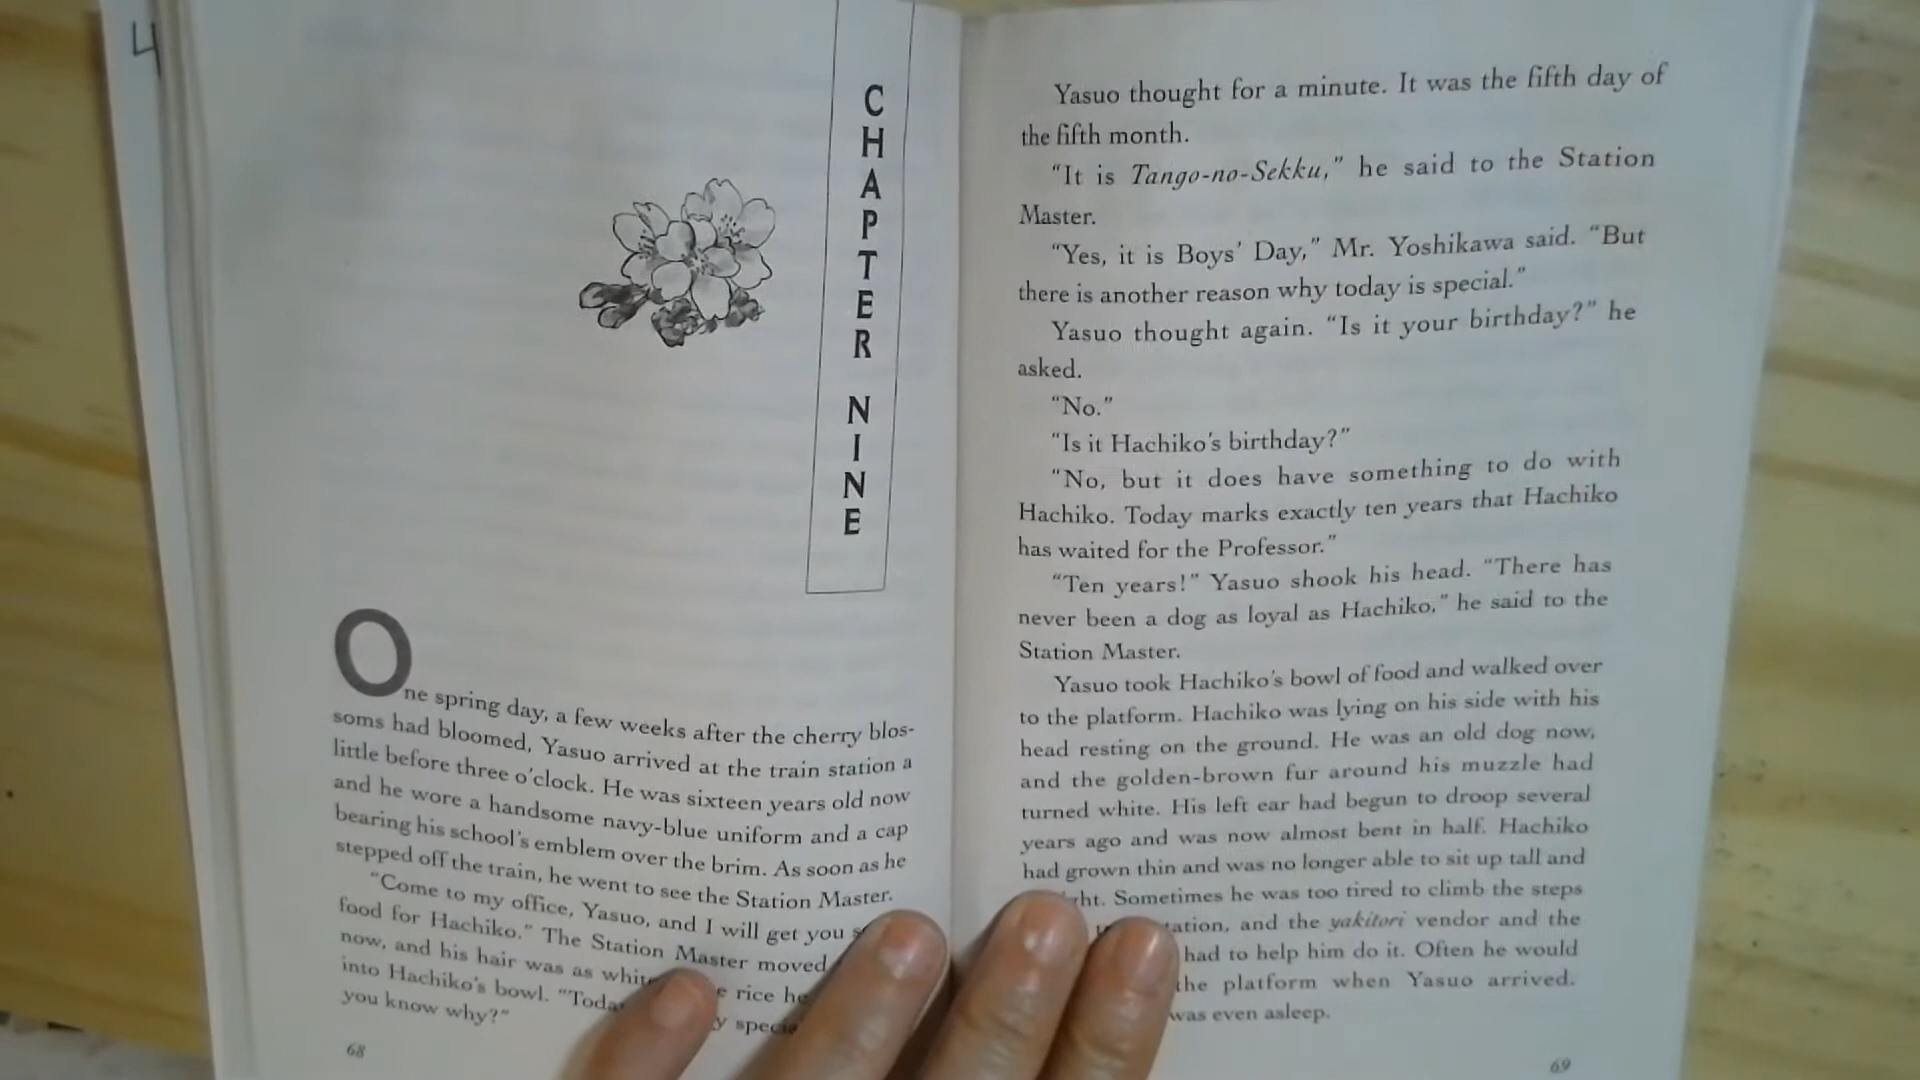 4
CHAPTER NINE
One spring day, a few weeks after the cherry blos-
soms had bloomed, Yasuo arrived at the train station a
little before three o'clock. He was sixteen years old now
and he wore a handsome navy-blue uniform and a cap
bearing his school's emblem over the brim. As soon as he
stepped off the train, he went to see the Station Master.
"Come to my office, Yasuo, and I will get you
food for Hachiko." The Station Master moved
now, and his hair was as white rice he
into Hachiko's bowl.
you know why?"
68
Yasuo thought for a minute. It was the fifth day of
the fifth month.
"It is Tango-no-Sekku," he said to the Station
Master.
"Yes, it is Boys' Day," Mr. Yoshikawa said. "But
there is another reason why today is special."
Yasuo thought again. "Is it your birthday?" he
asked.
"No."
"Is it Hachiko's birthday?"
"No, but it does have something to do with
Hachiko. Today marks exactly ten years that Hachiko
has waited for the Professor."
"Ten years!" Yasuo shook his head. "There has
never been a dog as loyal as Hachiko," he said to the
Station Master.
Yasuo took Hachiko's bowl of food and walked over
to the platform. Hachiko was lying on his side with his
head resting on the ground. He was an old dog now,
and the golden-brown fur around his muzzle had
turned white. His left ear had begun to droop several
years ago and was now almost bent in half. Hachiko
had grown thin and was no longer able to sit up tall and
Sometimes he was too tired to climb the steps
and the yakitori vendor and the
had to help him do it. Often he would
the platform when Yasuo arrived.
was even asleep.
69